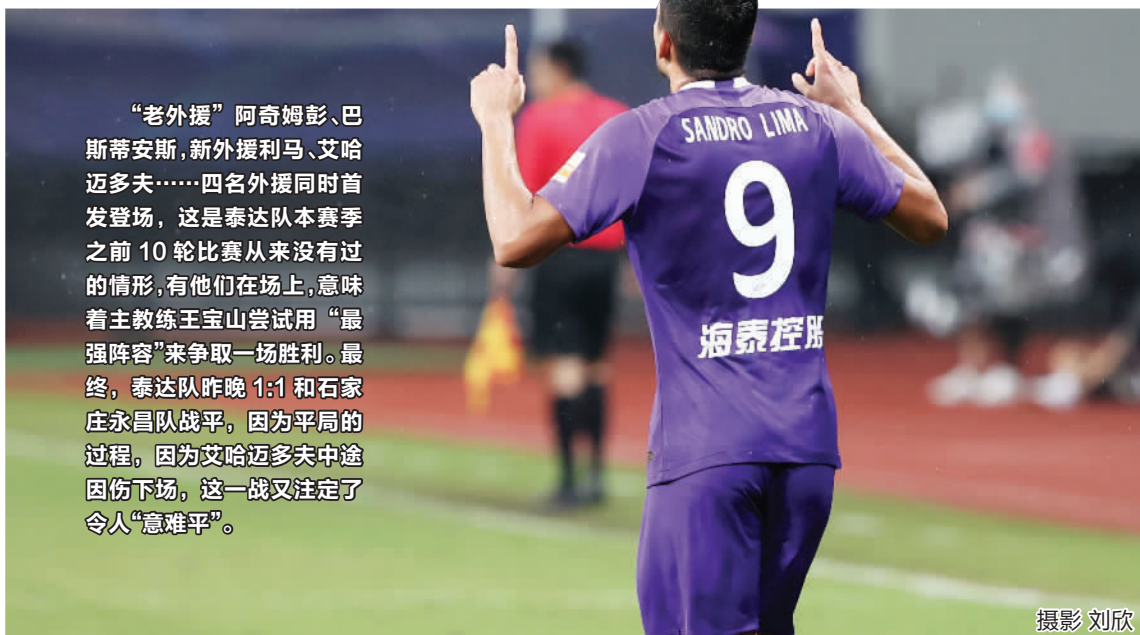 “老外援”阿奇姆彭、巴
斯蒂安斯，新外援利马、艾哈
迈多夫……四名外援同时首
发登场，这是泰达队本赛季
之前 10 轮比赛从来没有过
的情形，有他们在场上，意味
着主教练王宝山尝试用“最
强阵容”来争取一场胜利。最
终，泰达队昨晚 1:1 和石家
庄永昌队战平，因为平局的
过程，因为艾哈迈多夫中途
因伤下场，这一战又注定了
令人“意难平”。
SANDRO LIMA
9
海泰控股
摄影 刘欣